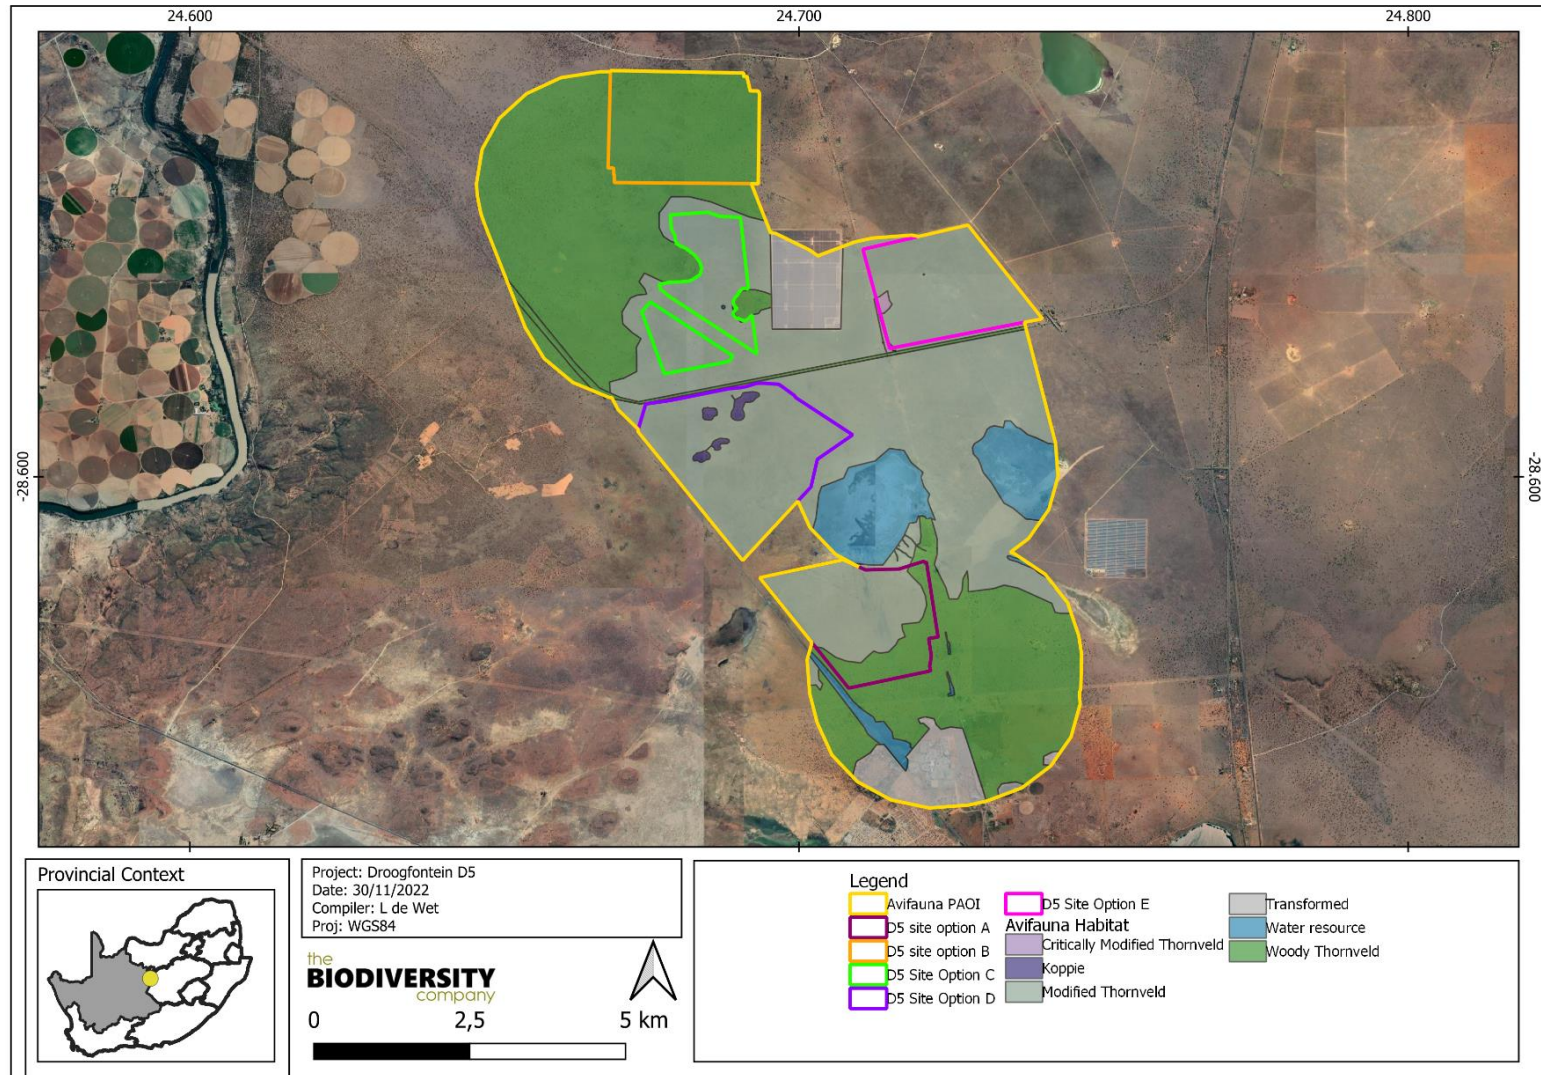 24.600
24.700
24.800
-28.600
-28.600
Provincial Context
Project: Droogfontein D5
Date: 30/11/2022
Compiler: L de Wet
Proj: WGS84
the
BIODIVERSITY
company
0 2,5 5 km
Legend
Avifauna PAOI
D5 site option A
D5 site option B
D5 Site Option C
D5 Site Option D
D5 Site Option E
Avifauna Habitat
Critically Modified Thornveld
Koppie
Modified Thornveld
Transformed
Water resource
Woody Thornveld